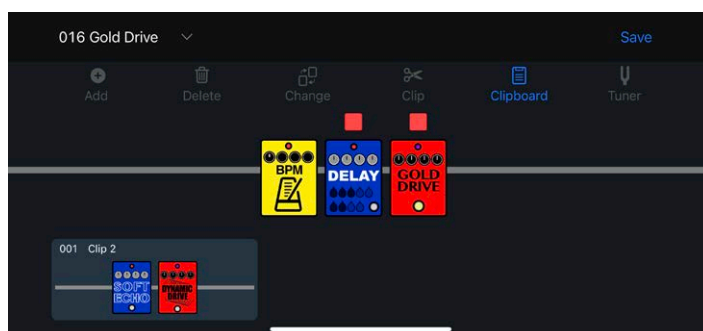 016 Gold Drive
Save
Add
Delete
Change
Clip
Clipboard
Tuner
BPM
DELAY
GOLD
DRIVE
001 Clip 2
SOFT
ECHO
DYNAMIC
DRIVE